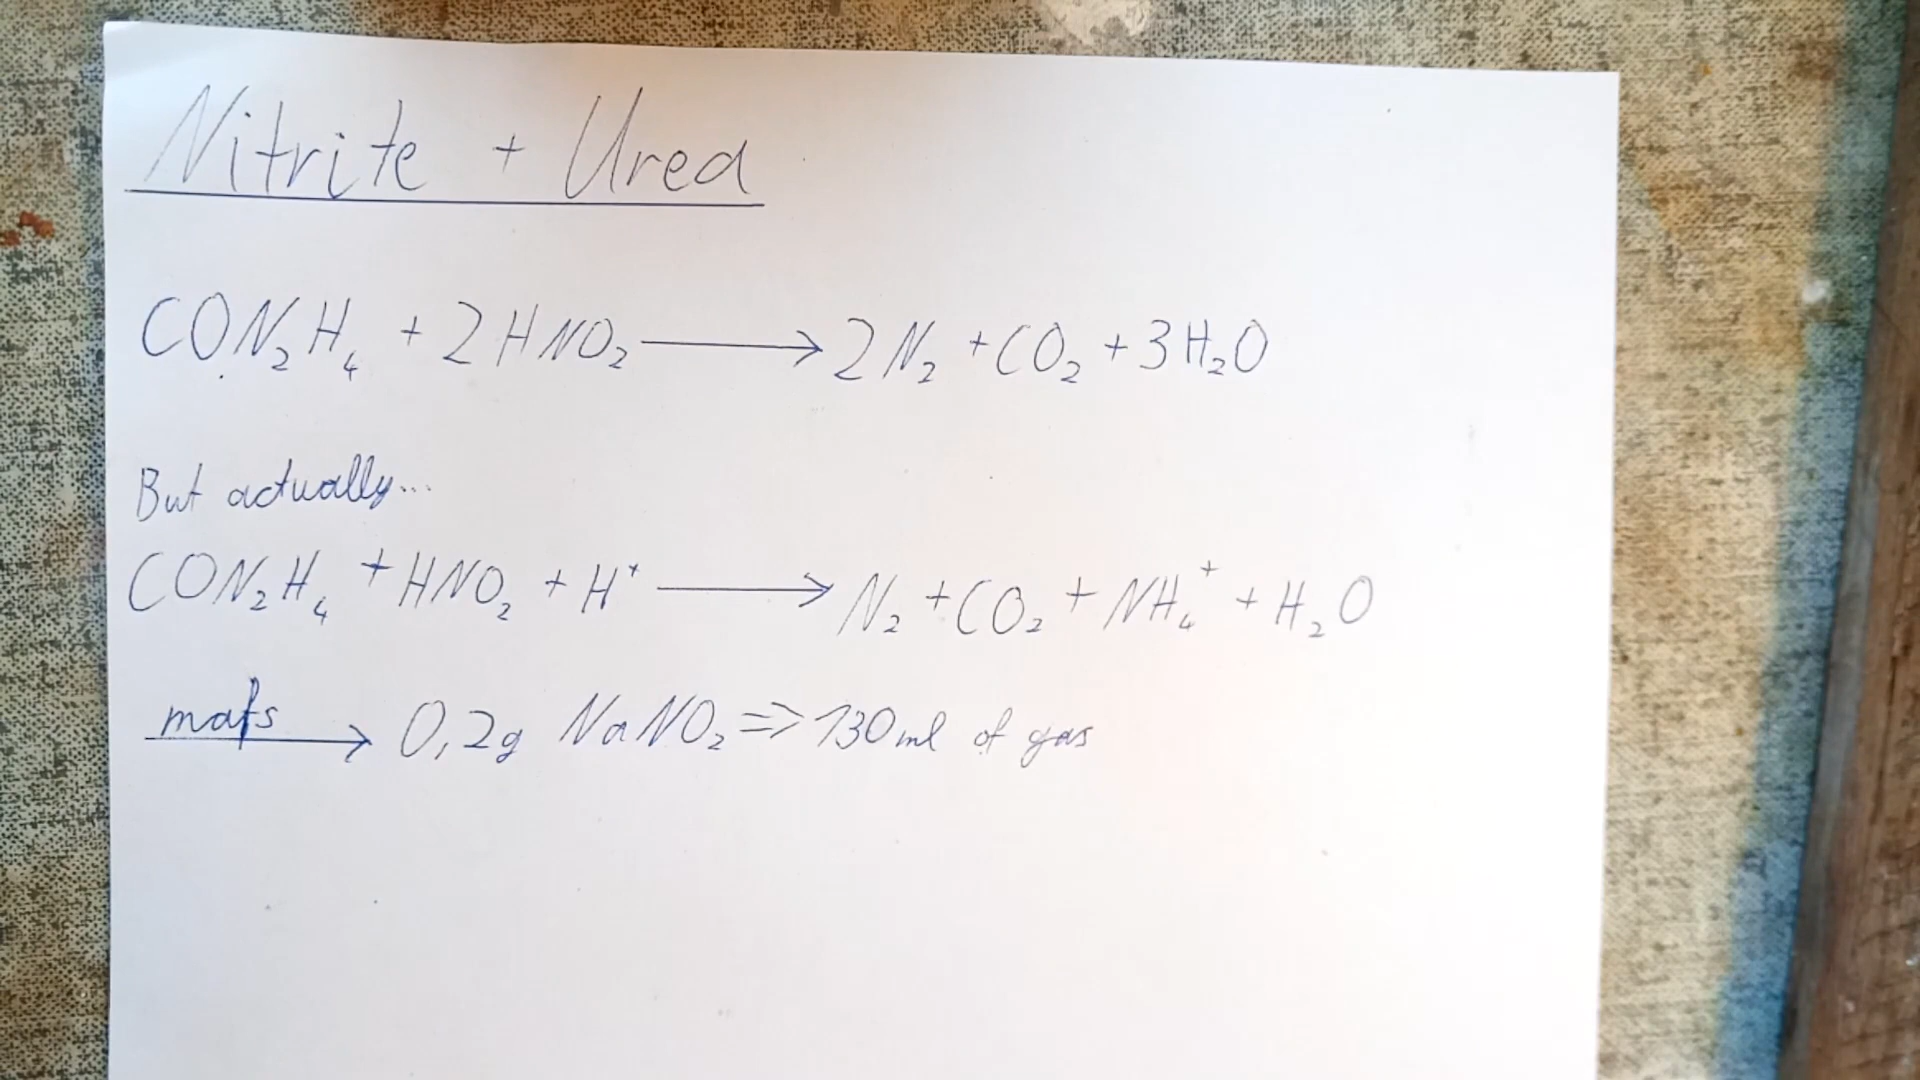 Nitrite + Urea
CON₂H₄ + 2HNO₂ ⟶ 2N₂ + CO₂ + 3H₂O
But actually...
CON₂H₄ + HNO₂ + H⁺ ⟶ N₂ + CO₂ + NH₄⁺ + H₂O
mafs → 0,2g NaNO₂ => 130ml of gas